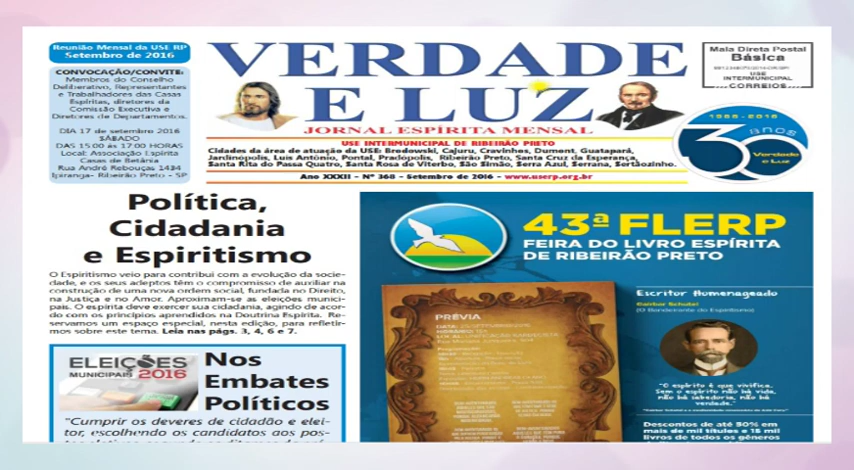 Reunião Mensal da USE RP
Setembro de 2016
CONVOCAÇÃO/CONVITE:
Membros do Conselho
Deliberativo, Representantes
e Trabalhadores das Casas
Espíritas, diretores da
Comissão Executiva e
Diretores de Departamentos.
DIA 17 de setembro 2016
SÁBADO
DAS 15:00 às 17:00 HORAS
Local: Associação Espírita
Casas de Betânia
Rua André Rebouças 1434
Ipiranga- Ribeirão Preto - SP
VERDADE
E LUZ
JORNAL ESPÍRITA MENSAL
Mala Direta Postal
Básica
USE
INTERMUNICIPAL
CORREIOS
USE INTERMUNICIPAL DE RIBEIRÃO PRETO
Cidades da área de atuação da USE: Brodowski, Cajuru, Cravinhos, Dumont, Guatapará,
Jardinópolis, Luís Antônio, Pontal, Pradópolis, Ribeirão Preto, Santa Cruz da Esperança,
Santa Rita do Passa Quatro, Santa Rosa de Viterbo, São Simão, Serra Azul, Serrana, Sertãozinho.
Ano XXXII - Nº 368 - Setembro de 2016 - www.userp.org.br
1986-2016
30 anos
Verdade
e Luz
Política,
Cidadania
e Espiritismo
O Espiritismo veio para contribui com a evolução da socie-
dade, e os seus adeptos têm o compromisso de auxiliar na
construção de uma nova ordem social, fundada no Direito,
na Justiça e no Amor. Aproximam-se as eleições munici-
pais. O espírita deve exercer sua cidadania, agindo de acor-
do com os princípios aprendidos na Doutrina Espírita. Re-
servamos um espaço especial, nesta edição, para refletir-
mos sobre este tema. Leia nas págs. 3, 4, 6 e 7.
ELEIÇÕES
MUNICIPAIS 2016
Nos
Embates
Políticos
"Cumprir os deveres de cidadão e elei-
tor, escolhendo os candidatos aos pos-
43ª FLERP
FEIRA DO LIVRO ESPÍRITA
DE RIBEIRÃO PRETO
PRÉVIA
Escritor Homenageado
Kairbar Schutel
(O Bandeirante do Espiritismo)
"O espírito é que vivifica.
Sem o espírito não há vida,
não há sabedoria, não há
verdade."
Descontos de até 90% em
mais de mil títulos e 15 mil
livros de todos os gêneros